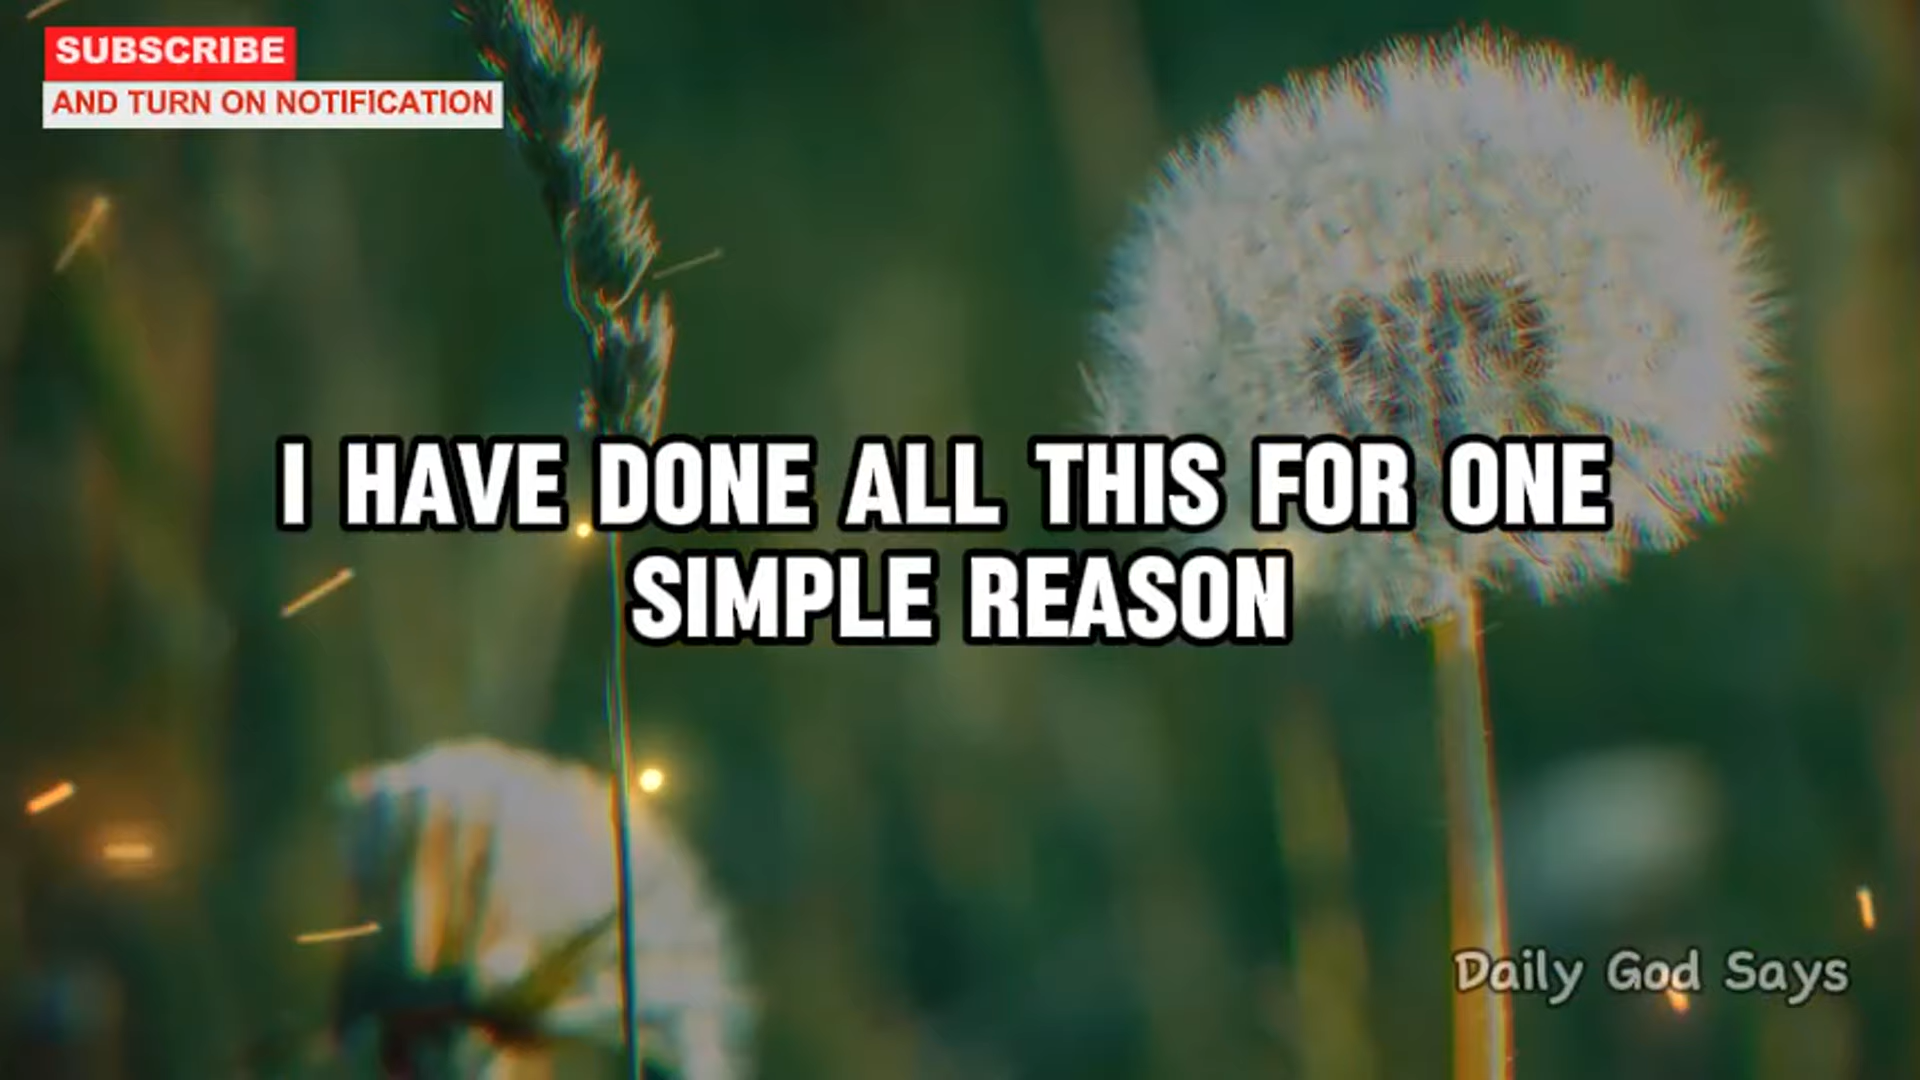 SUBSCRIBE
AND TURN ON NOTIFICATION
I HAVE DONE ALL THIS FOR ONE
SIMPLE REASON
Daily God Says